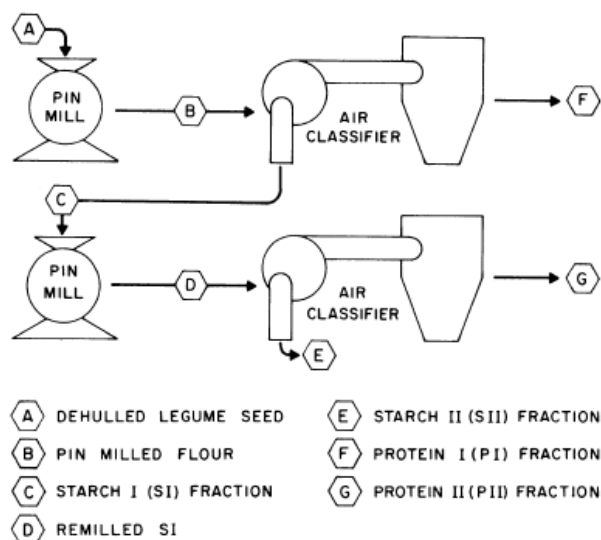 A
PIN
MILL
B
AIR
CLASSIFIER
F
C
PIN
MILL
D
AIR
CLASSIFIER
G
E
A DEHULLED LEGUME SEED
B PIN MILLED FLOUR
C STARCH I (SI) FRACTION
D REMILLED SI
E STARCH II (SII) FRACTION
F PROTEIN I (PI) FRACTION
G PROTEIN II (PII) FRACTION